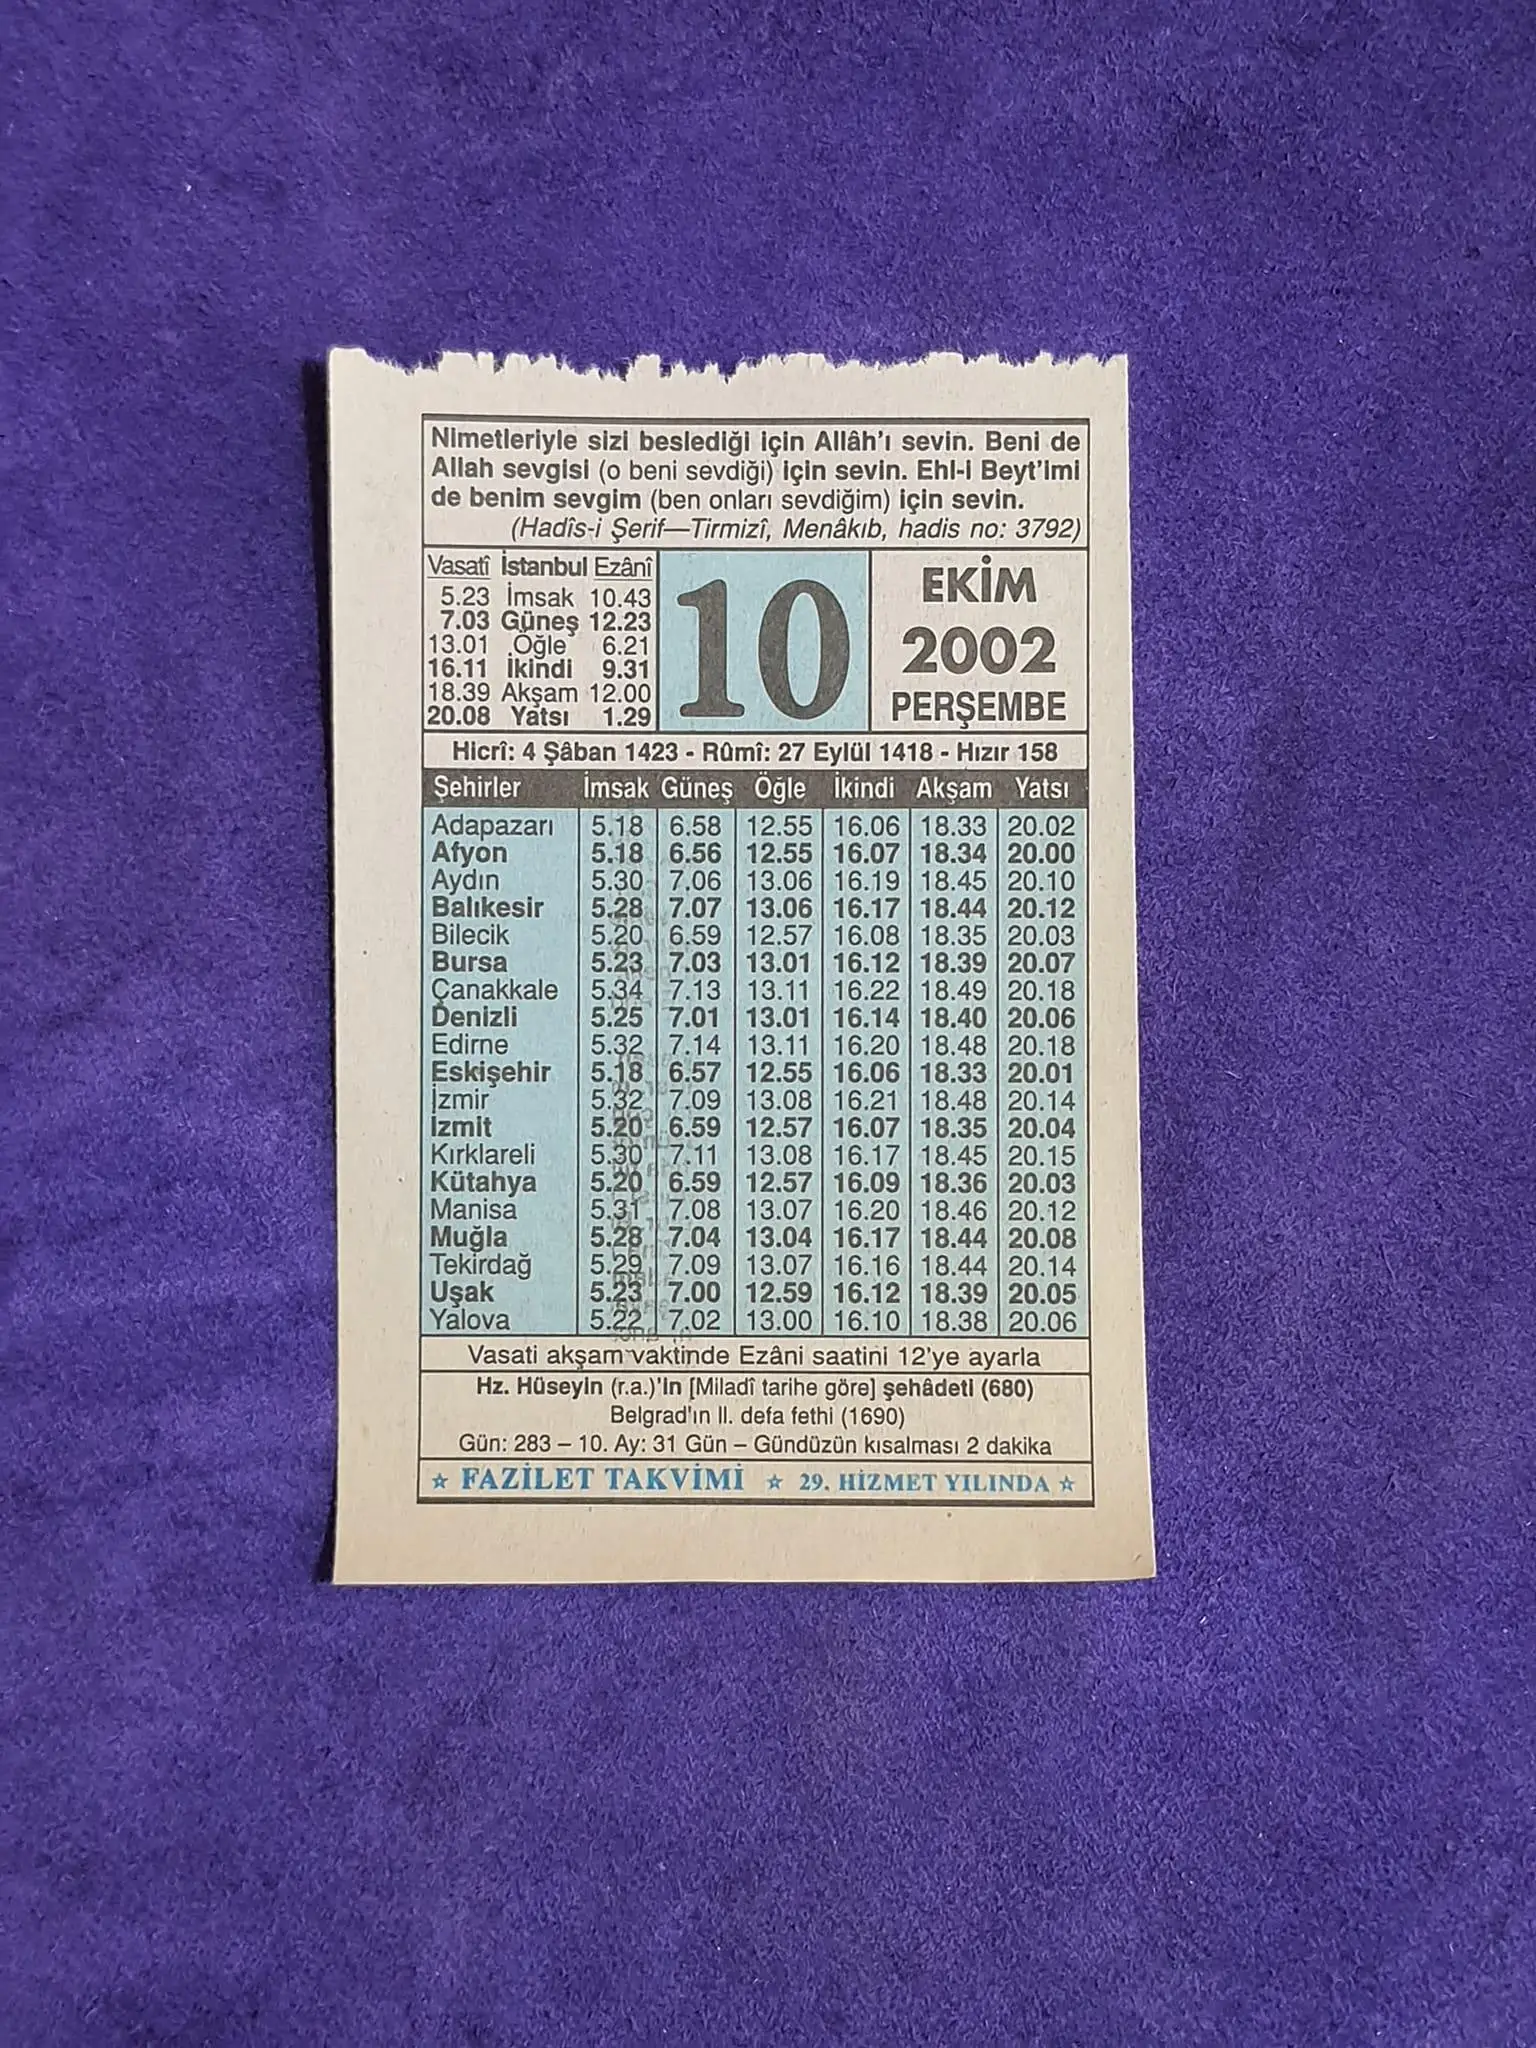 Nimetleriyle sizi beslediği için Allâh'ı sevin. Beni de
Allah sevgisi (o beni sevdiği) için sevin. Ehl-i Beyt'imi
de benim sevgim (ben onları sevdiğim) için sevin.
(Hadîs-i Şerif—Tirmizî, Menâkıb, hadis no: 3792)
Vasatî İstanbul Ezânî
5.23 İmsak 10.43
7.03 Güneş 12.23
13.01 Öğle 6.21
16.11 İkindi 9.31
18.39 Akşam 12.00
20.08 Yatsı 1.29
10
EKİM
2002
PERŞEMBE
Hicrî: 4 Şâban 1423 - Rûmî: 27 Eylül 1418 - Hızır 158
Şehirler İmsak Güneş Öğle İkindi Akşam Yatsı
Adapazarı 5.18 6.58 12.55 16.06 18.33 20.02
Afyon 5.18 6.56 12.55 16.07 18.34 20.00
Aydın 5.30 7.06 13.06 16.19 18.45 20.10
Balıkesir 5.28 7.07 13.06 16.17 18.44 20.12
Bilecik 5.20 6.59 12.57 16.08 18.35 20.03
Bursa 5.23 7.03 13.01 16.12 18.39 20.07
Çanakkale 5.34 7.13 13.11 16.22 18.49 20.18
Denizli 5.25 7.01 13.01 16.14 18.40 20.06
Edirne 5.32 7.14 13.11 16.20 18.48 20.18
Eskişehir 5.18 6.57 12.55 16.06 18.33 20.01
İzmir 5.32 7.09 13.08 16.21 18.48 20.14
İzmit 5.20 6.59 12.57 16.07 18.35 20.04
Kırklareli 5.30 7.11 13.08 16.17 18.45 20.15
Kütahya 5.20 6.59 12.57 16.09 18.36 20.03
Manisa 5.31 7.08 13.07 16.20 18.46 20.12
Muğla 5.28 7.04 13.04 16.17 18.44 20.08
Tekirdağ 5.29 7.09 13.07 16.16 18.44 20.14
Uşak 5.23 7.00 12.59 16.12 18.39 20.05
Yalova 5.22 7.02 13.00 16.10 18.38 20.06
Vasati akşam vaktinde Ezâni saatini 12'ye ayarla
Hz. Hüseyin (r.a.)'in [Miladî tarihe göre] şehâdeti (680)
Belgrad'ın II. defa fethi (1690)
Gün: 283 – 10. Ay: 31 Gün – Gündüzün kısalması 2 dakika
☆ FAZİLET TAKVİMİ ☆ 29. HİZMET YILINDA ☆